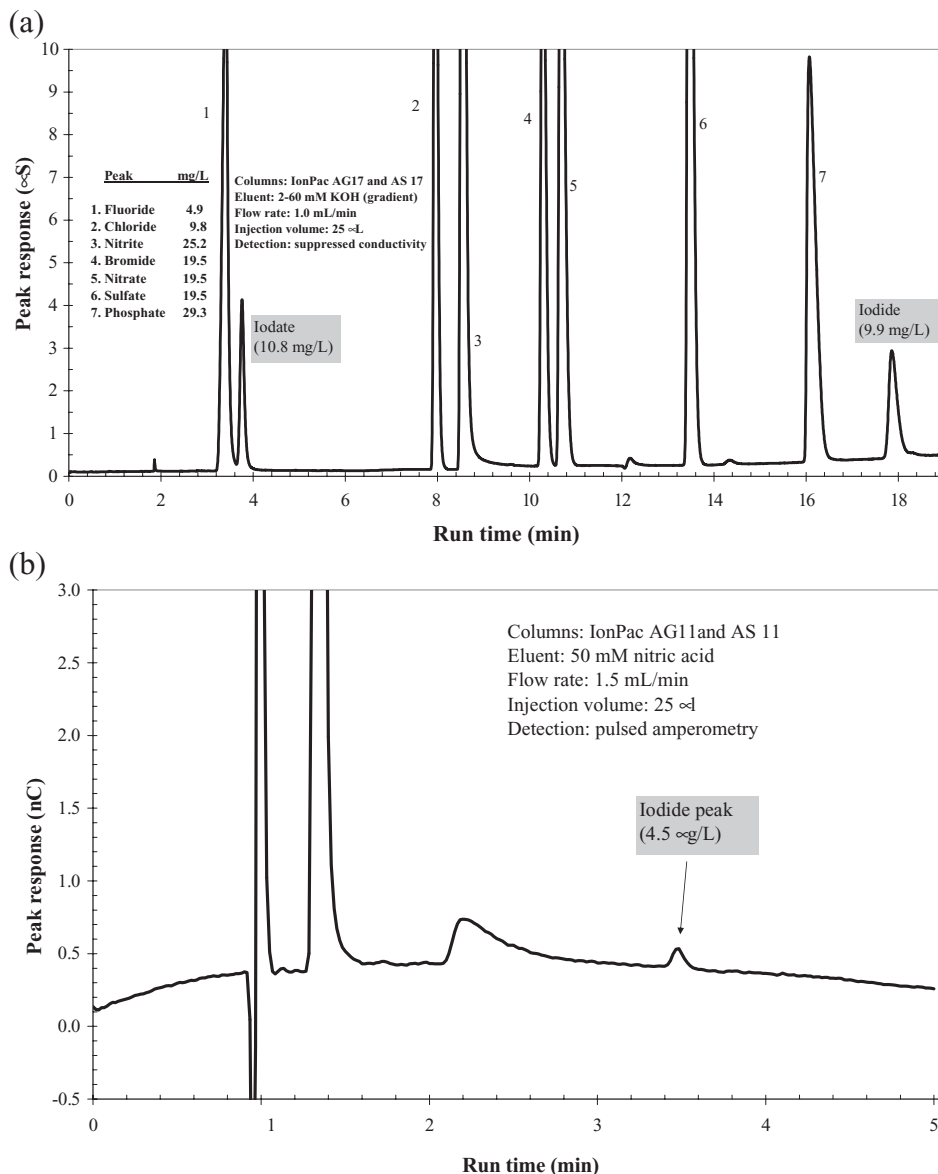 (a)
10
9
8
7
6
5
4
3
2
1
0
Peak response (∝S)
1
2
3
4
5
6
7
Peak mg/L
1. Fluoride 4.9
2. Chloride 9.8
3. Nitrite 25.2
4. Bromide 19.5
5. Nitrate 19.5
6. Sulfate 19.5
7. Phosphate 29.3
Columns: IonPac AG17 and AS 17
Eluent: 2-60 mM KOH (gradient)
Flow rate: 1.0 mL/min
Injection volume: 25 ∝L
Detection: suppressed conductivity
Iodate
(10.8 mg/L)
Iodide
(9.9 mg/L)
0 2 4 6 8 10 12 14 16 18
Run time (min)
(b)
3.0
2.5
2.0
1.5
1.0
0.5
0.0
-0.5
Peak response (nC)
Columns: IonPac AG11and AS 11
Eluent: 50 mM nitric acid
Flow rate: 1.5 mL/min
Injection volume: 25 ∝l
Detection: pulsed amperometry
Iodide peak
(4.5 ∝g/L)
0 1 2 3 4 5
Run time (min)